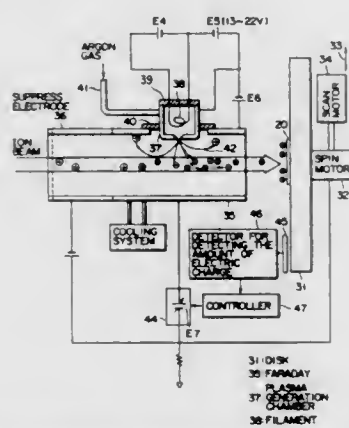 E4
E5(13~22V)
ARGON
GAS
41
39
38
SUPPRESS
ELECTRODE
36
40
E6
33
34
SCAN MOTOR
20
ION
BEAM
37
42
SPIN
MOTOR
32
35
COOLING
SYSTEM
46
45
DETECTOR FOR
DETECTING THE
AMOUNT OF
ELECTRIC
CHARGE
31
CONTROLLER
47
44
E7
31: DISK
35: FARADAY
PLASMA
37: GENERATION
CHAMBER
38: FILAMENT